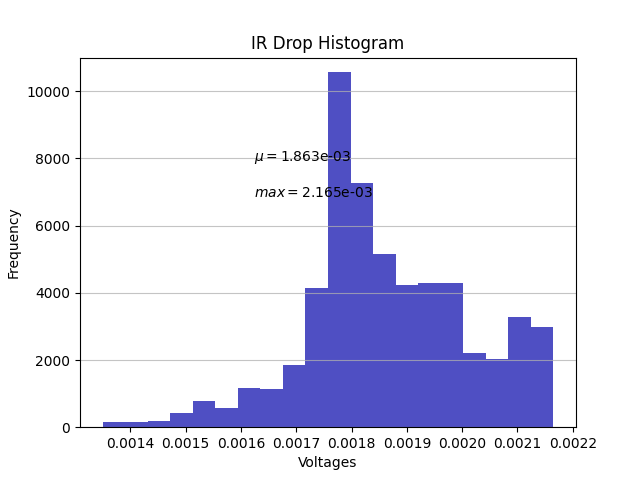 IR Drop Histogram
10000
8000
6000
4000
2000
0
Frequency
μ = 1.863e-03
max = 2.165e-03
0.0014 0.0015 0.0016 0.0017 0.0018 0.0019 0.0020 0.0021 0.0022
Voltages